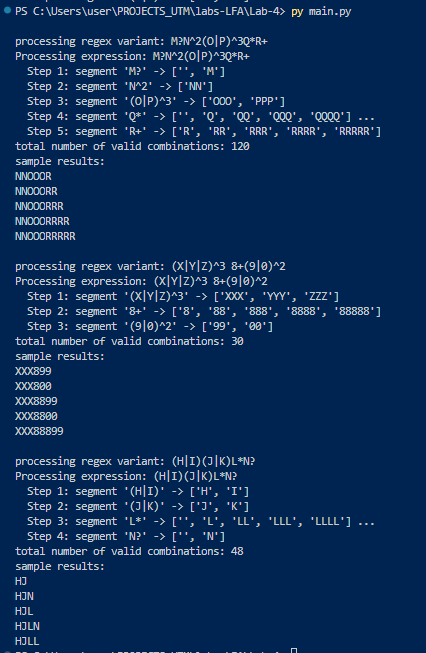 PS C:\Users\user\PROJECTS_UTM\labs-LFA\Lab-4> py main.py
processing regex variant: M?N^2(O|P)^3Q*R+
Processing expression: M?N^2(O|P)^3Q*R+
Step 1: segment 'M?' -> ['', 'M']
Step 2: segment 'N^2' -> ['NN']
Step 3: segment '(O|P)^3' -> ['OOO', 'PPP']
Step 4: segment 'Q*' -> ['', 'Q', 'QQ', 'QQQ', 'QQQQ'] ...
Step 5: segment 'R+' -> ['R', 'RR', 'RRR', 'RRRR', 'RRRRR']
total number of valid combinations: 120
sample results:
NNOOOR
NNOOORR
NNOOORRR
NNOOORRRR
NNOOORRRRR
processing regex variant: (X|Y|Z)^3 8+(9|0)^2
Processing expression: (X|Y|Z)^3 8+(9|0)^2
Step 1: segment '(X|Y|Z)^3' -> ['XXX', 'YYY', 'ZZZ']
Step 2: segment '8+' -> ['8', '88', '888', '8888', '88888']
Step 3: segment '(9|0)^2' -> ['99', '00']
total number of valid combinations: 30
sample results:
XXX899
XXX800
XXX8899
XXX8800
XXX88899
processing regex variant: (H|I)(J|K)L*N?
Processing expression: (H|I)(J|K)L*N?
Step 1: segment '(H|I)' -> ['H', 'I']
Step 2: segment '(J|K)' -> ['J', 'K']
Step 3: segment 'L*' -> ['', 'L', 'LL', 'LLL', 'LLLL'] ...
Step 4: segment 'N?' -> ['', 'N']
total number of valid combinations: 48
sample results:
HJ
HJN
HJL
HJLN
HJLL